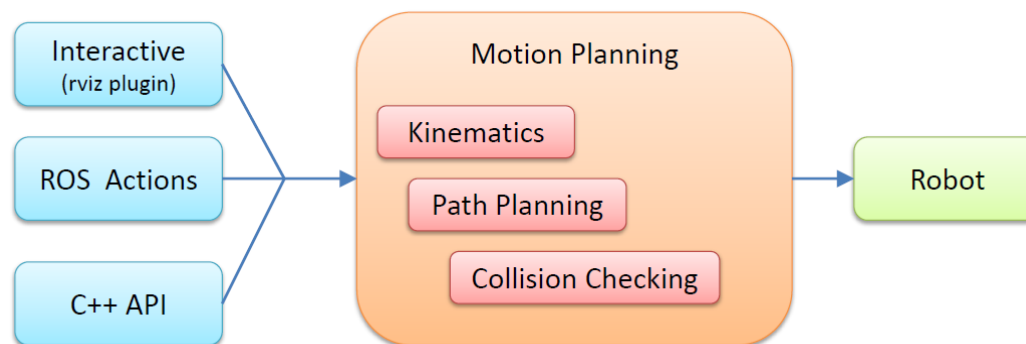 Interactive
(rviz plugin)
ROS Actions
C++ API
Motion Planning
Kinematics
Path Planning
Collision Checking
Robot